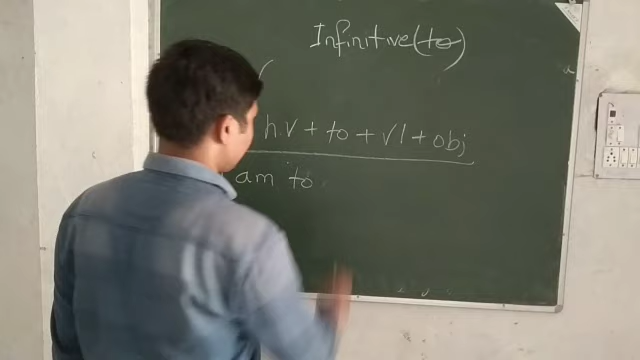 Infinitive (to)
hv + to + v1 + obj
am to